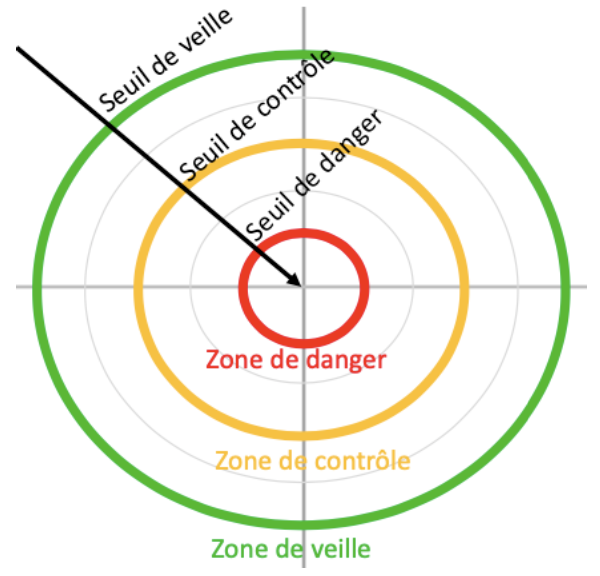 Seuil de veille
Seuil de contrôle
Seuil de danger
Zone de danger
Zone de contrôle
Zone de veille